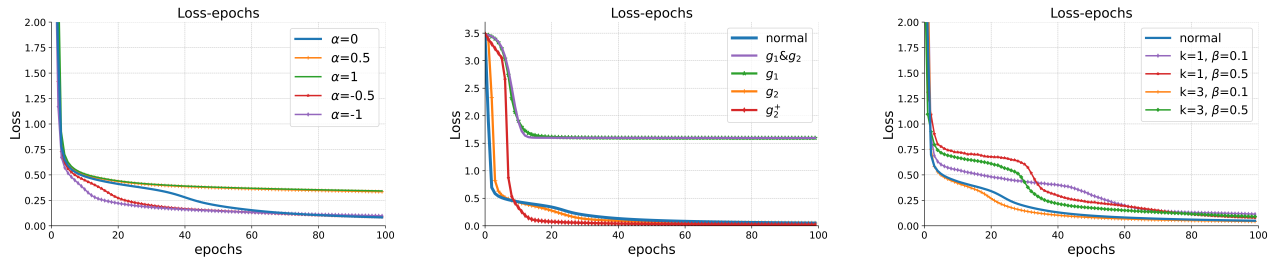 Loss-epochs
2.00
1.75
1.50
1.25
1.00
0.75
0.50
0.25
0.00
Loss
0 20 40 60 80 100
epochs
α=0
α=0.5
α=1
α=-0.5
α=-1
Loss-epochs
3.5
3.0
2.5
2.0
1.5
1.0
0.5
0.0
Loss
0 20 40 60 80 100
epochs
normal
g₁&g₂
g₁
g₂
g₂⁺
Loss-epochs
2.00
1.75
1.50
1.25
1.00
0.75
0.50
0.25
0.00
Loss
0 20 40 60 80 100
epochs
normal
k=1, β=0.1
k=1, β=0.5
k=3, β=0.1
k=3, β=0.5